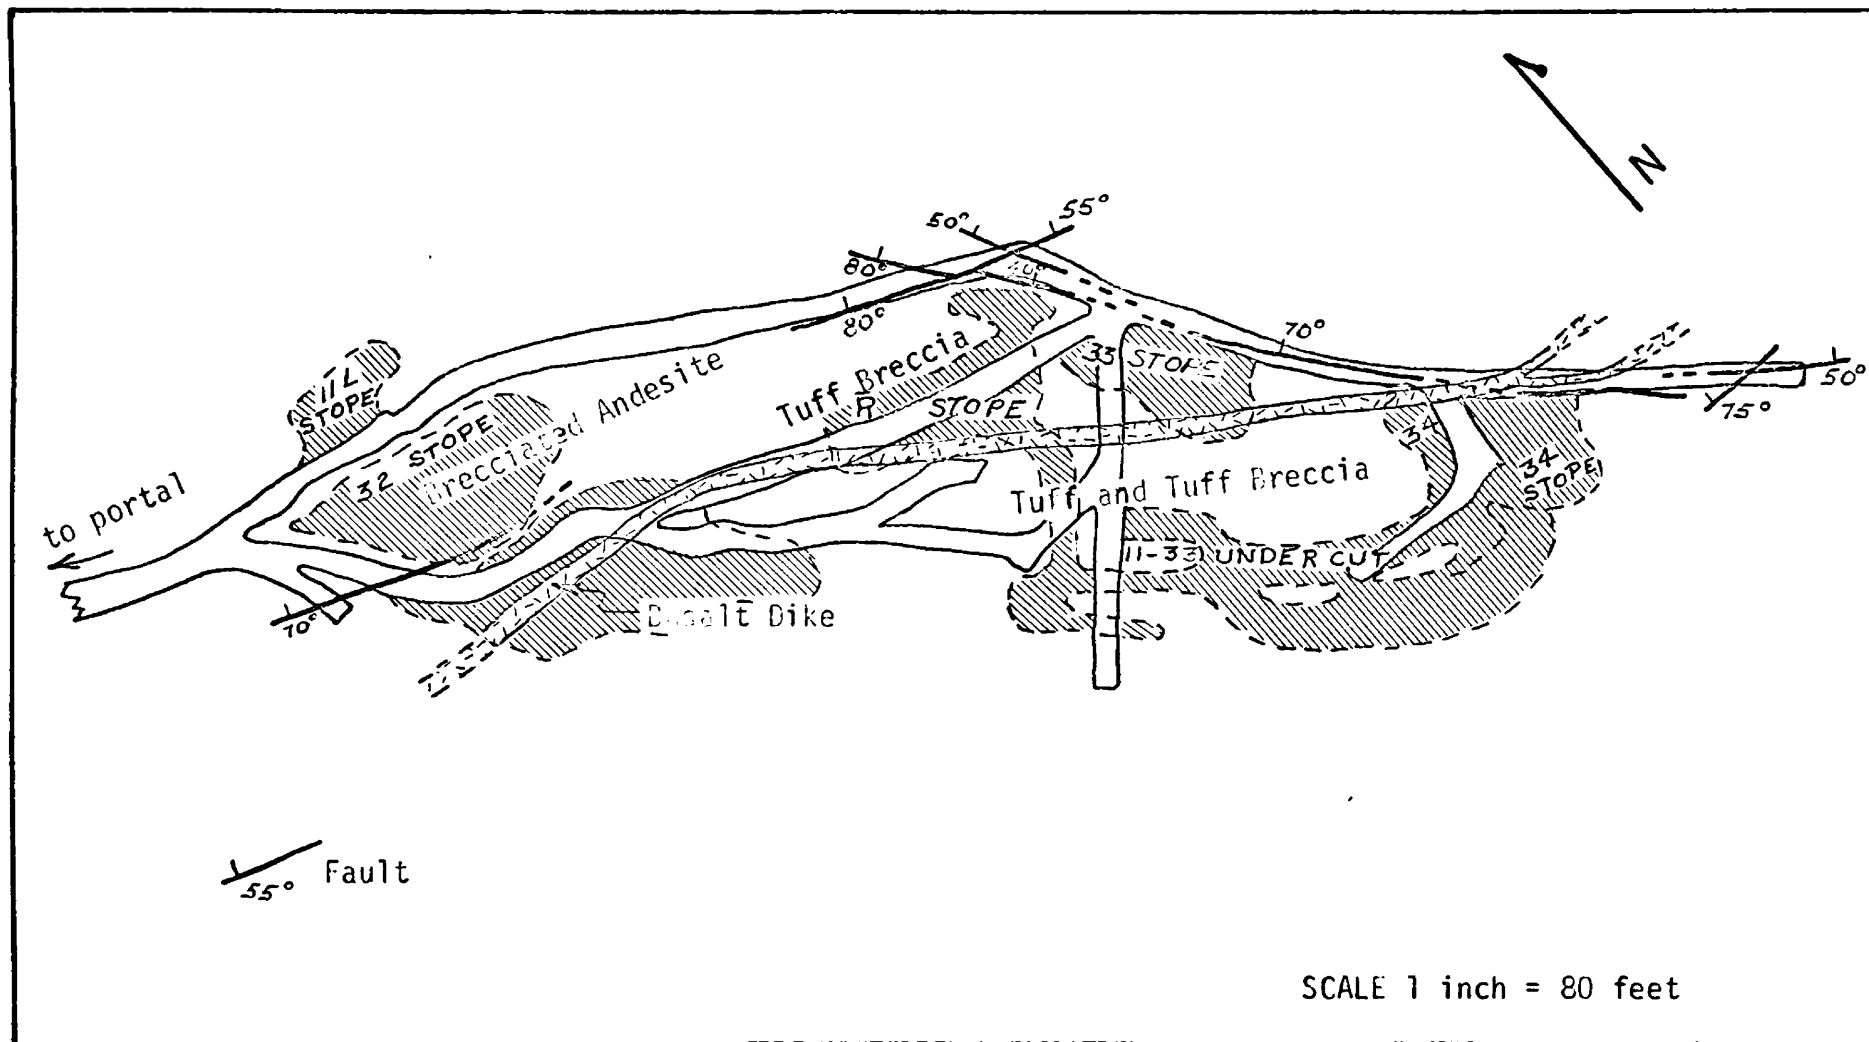 N
55°
50°
80°
80°
40°
70°
50°
75°
11L
STOPE
32 STOPE
Brecciated Andesite
Tuff Breccia
R
STOPE
33 STOPE
34
34
STOPE
Tuff and Tuff Breccia
11-33 UNDER CUT
to portal
70°
Basalt Dike
55° Fault
SCALE 1 inch = 80 feet